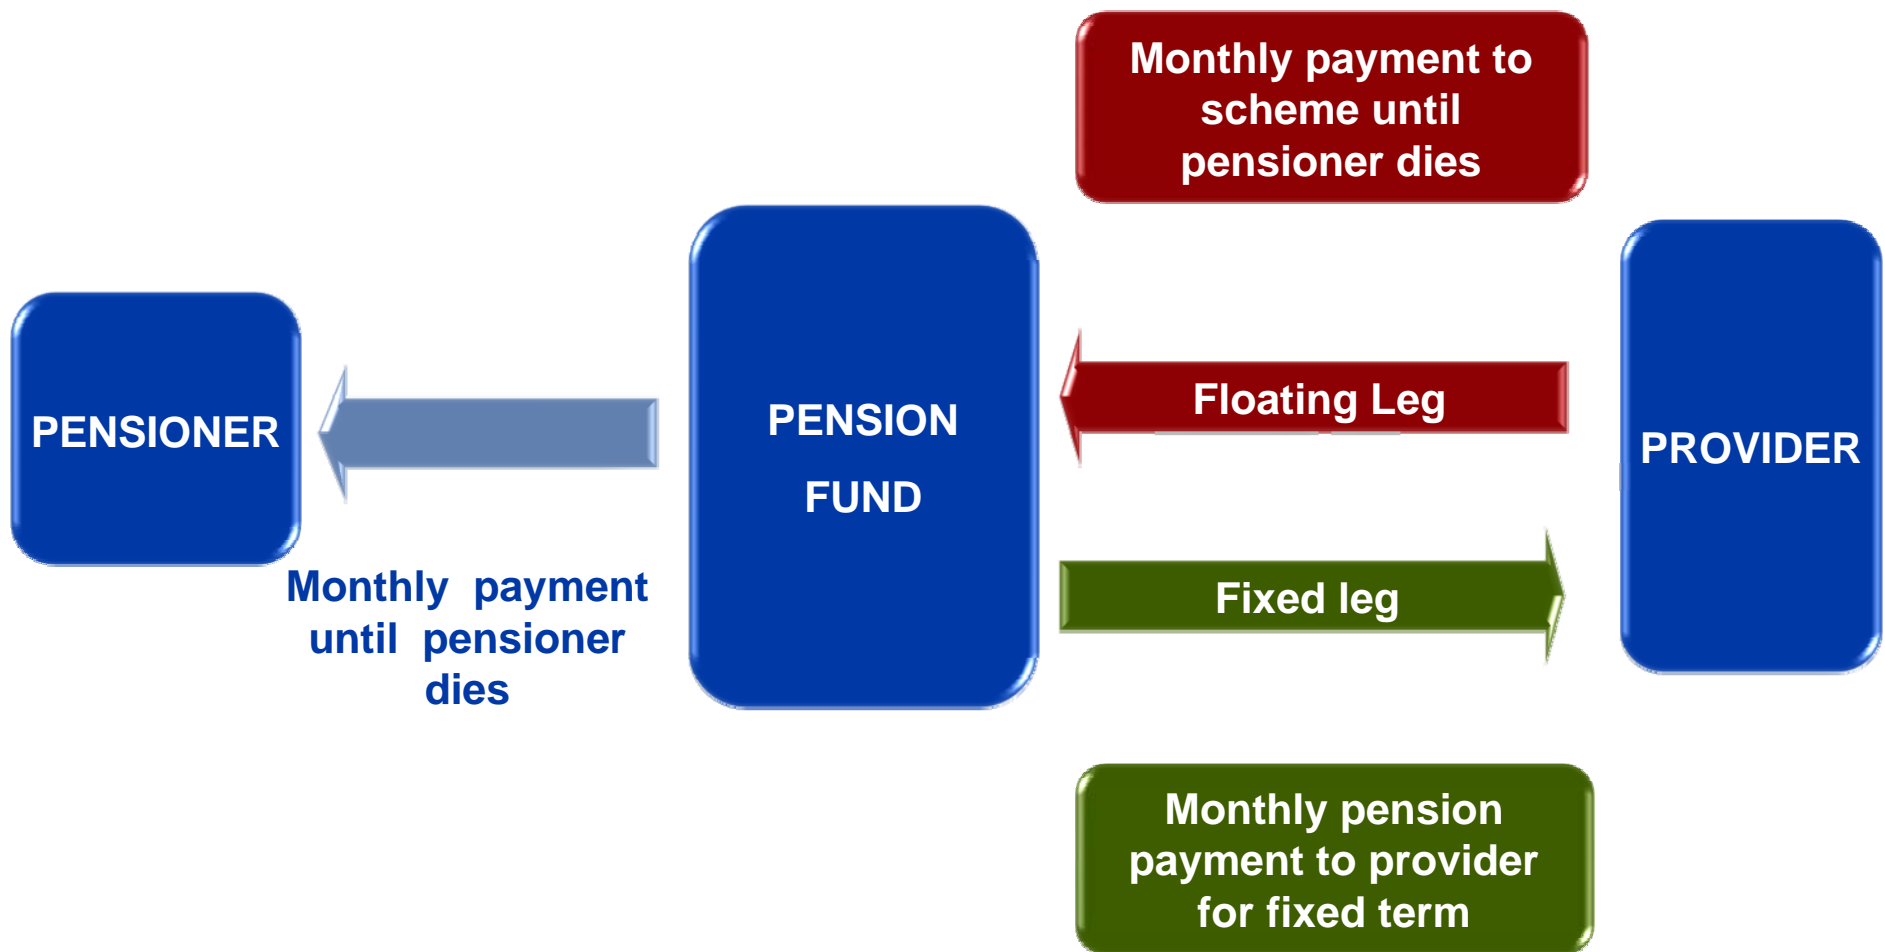 Monthly payment to
scheme until
pensioner dies
PENSIONER
Monthly payment
until pensioner
dies
PENSION
FUND
Floating Leg
Fixed leg
PROVIDER
Monthly pension
payment to provider
for fixed term